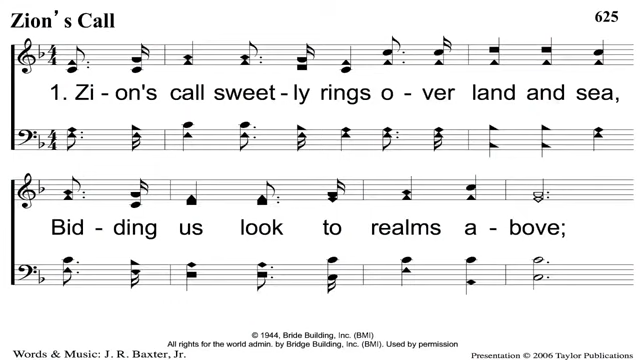 Zion's Call 625
1. Zi - on's call sweet - ly rings o - ver land and sea,
Bid - ding us look to realms a - bove;
© 1944, Bride Building, Inc. (BMI)
All rights for the world admin. by Bridge Building, Inc. (BMI). Used by permission
Words & Music: J. R. Baxter, Jr. Presentation © 2006 Taylor Publications